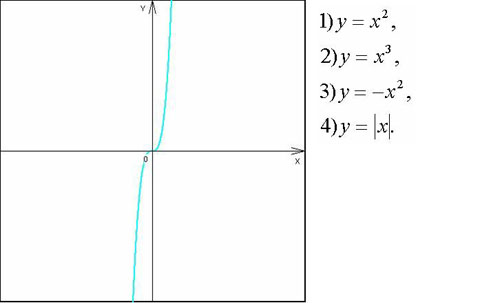 Y
1) y = x²,
2) y = x³,
3) y = −x²,
4) y = |x|.
0
X